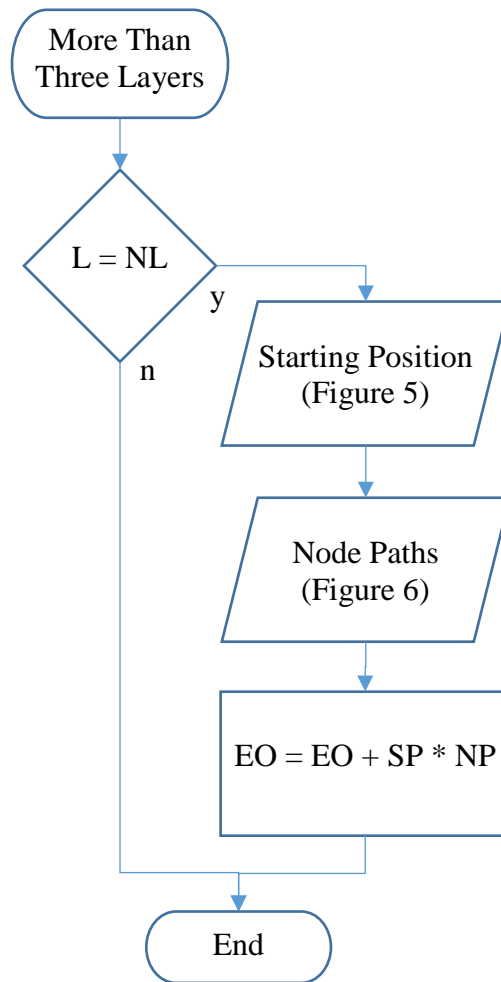 More Than
Three Layers
L = NL
y
n
Starting Position
(Figure 5)
Node Paths
(Figure 6)
EO = EO + SP * NP
End